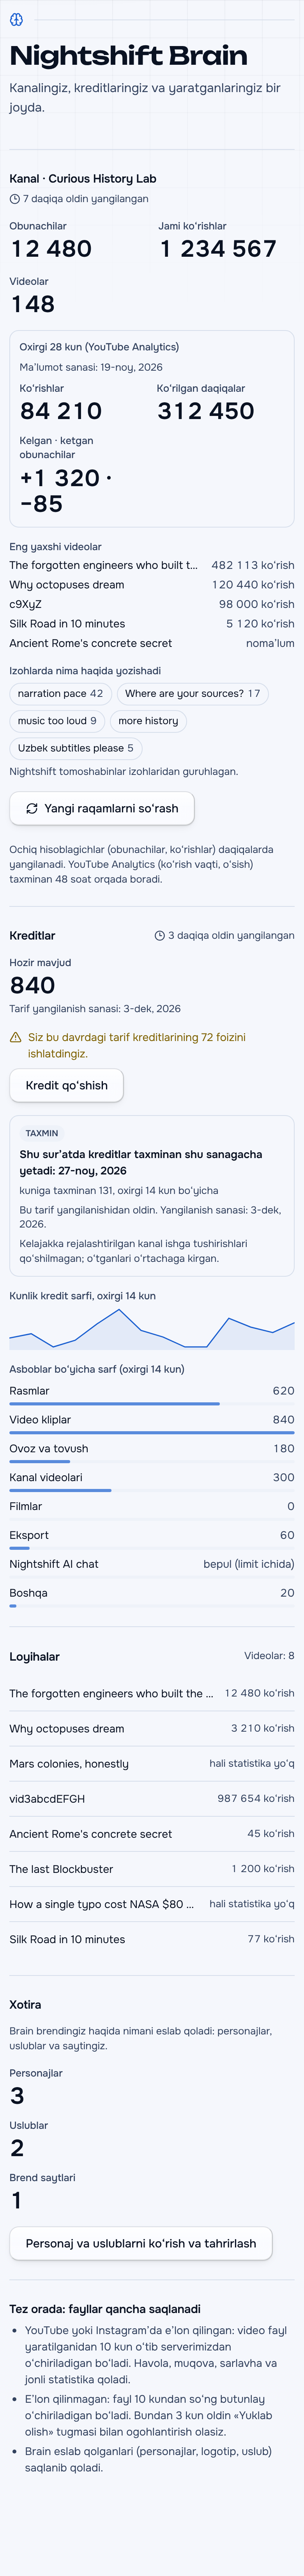 Nightshift Brain
Kanalingiz, kreditlaringiz va yaratganlaringiz bir
joyda.
Kanal · Curious History Lab
7 daqiqa oldin yangilangan
Obunachilar
12 480
Jami ko‘rishlar
1 234 567
Videolar
148
Oxirgi 28 kun (YouTube Analytics)
Ma’lumot sanasi: 19-noy, 2026
Ko‘rishlar
84 210
Ko‘rilgan daqiqalar
312 450
Kelgan · ketgan
obunachilar
+1 320 ·
−85
Eng yaxshi videolar
The forgotten engineers who built t... 482 113 ko‘rish
Why octopuses dream 120 440 ko‘rish
c9XyZ 98 000 ko‘rish
Silk Road in 10 minutes 5 120 ko‘rish
Ancient Rome's concrete secret noma’lum
Izohlarda nima haqida yozishadi
narration pace 42 Where are your sources? 17
music too loud 9 more history
Uzbek subtitles please 5
Nightshift tomoshabinlar izohlaridan guruhlagan.
Yangi raqamlarni so‘rash
Ochiq hisoblagichlar (obunachilar, ko‘rishlar) daqiqalarda
yangilanadi. YouTube Analytics (ko‘rish vaqti, o‘sish)
taxminan 48 soat orqada boradi.
Kreditlar
3 daqiqa oldin yangilangan
Hozir mavjud
840
Tarif yangilanish sanasi: 3-dek, 2026
Siz bu davrdagi tarif kreditlarining 72 foizini
ishlatdingiz.
Kredit qo‘shish
TAXMIN
Shu sur’atda kreditlar taxminan shu sanagacha
yetadi: 27-noy, 2026
kuniga taxminan 131, oxirgi 14 kun bo‘yicha
Bu tarif yangilanishidan oldin. Yangilanish sanasi: 3-dek,
2026.
Kelajakka rejalashtirilgan kanal ishga tushirishlari
qo‘shilmagan; o‘tganlari o‘rtachaga kirgan.
Kunlik kredit sarfi, oxirgi 14 kun
Asboblar bo‘yicha sarf (oxirgi 14 kun)
Rasmlar 620
Video kliplar 840
Ovoz va tovush 180
Kanal videolari 300
Filmlar 0
Eksport 60
Nightshift AI chat bepul (limit ichida)
Boshqa 20
Loyihalar Videolar: 8
The forgotten engineers who built the ... 12 480 ko‘rish
Why octopuses dream 3 210 ko‘rish
Mars colonies, honestly hali statistika yo‘q
vid3abcdEFGH 987 654 ko‘rish
Ancient Rome's concrete secret 45 ko‘rish
The last Blockbuster 1 200 ko‘rish
How a single typo cost NASA $80 ... hali statistika yo‘q
Silk Road in 10 minutes 77 ko‘rish
Xotira
Brain brendingiz haqida nimani eslab qoladi: personajlar,
uslublar va saytingiz.
Personajlar
3
Uslublar
2
Brend saytlari
1
Personaj va uslublarni ko‘rish va tahrirlash
Tez orada: fayllar qancha saqlanadi
• YouTube yoki Instagram’da e’lon qilingan: video fayl
yaratilganidan 10 kun o‘tib serverimizdan
o‘chiriladigan bo‘ladi. Havola, muqova, sarlavha va
jonli statistika qoladi.
• E’lon qilinmagan: fayl 10 kundan so‘ng butunlay
o‘chiriladigan bo‘ladi. Bundan 3 kun oldin «Yuklab
olish» tugmasi bilan ogohlantirish olasiz.
• Brain eslab qolganlari (personajlar, logotip, uslub)
saqlanib qoladi.